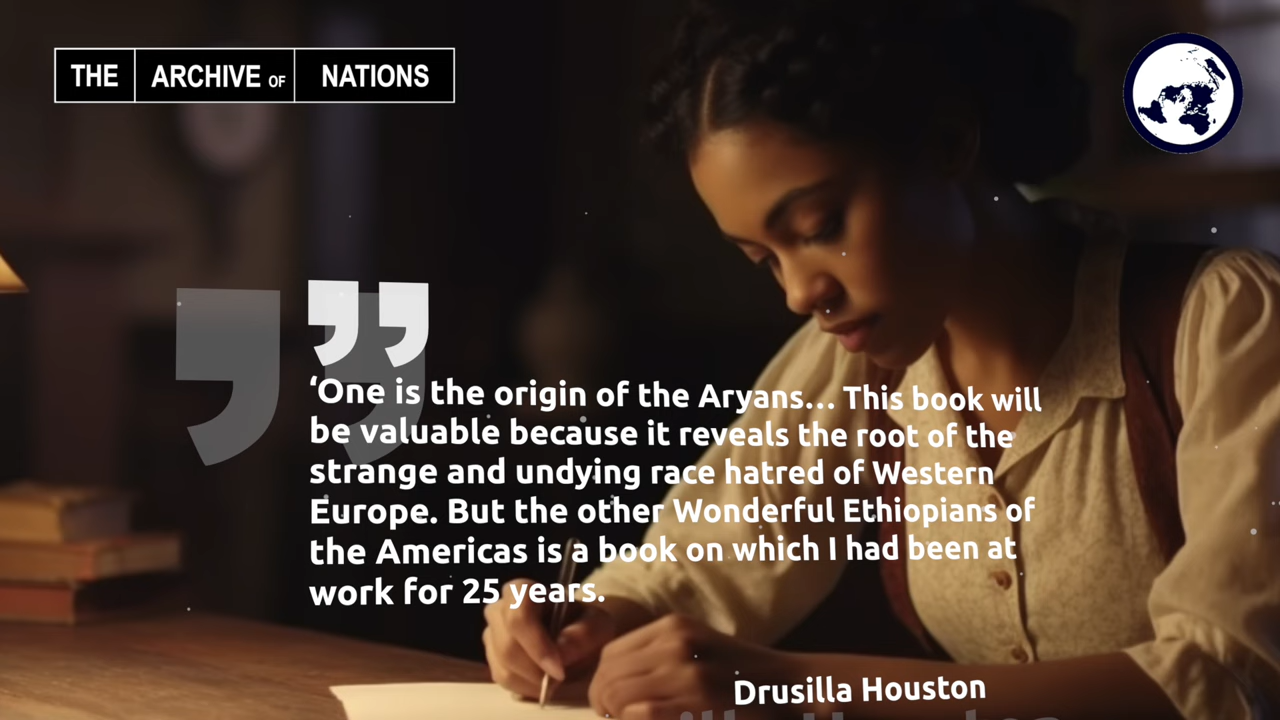 THE ARCHIVE OF NATIONS
‘One is the origin of the Aryans... This book will
be valuable because it reveals the root of the
strange and undying race hatred of Western
Europe. But the other Wonderful Ethiopians of
the Americas is a book on which I had been at
work for 25 years.
Drusilla Houston